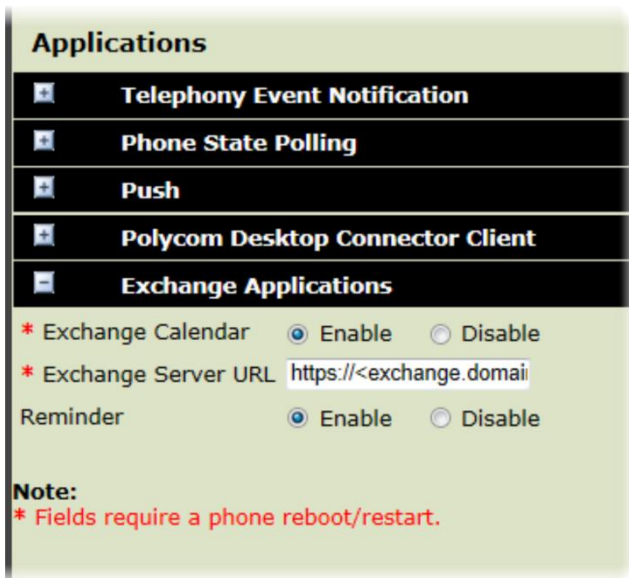 Applications
Telephony Event Notification
Phone State Polling
Push
Polycom Desktop Connector Client
Exchange Applications
* Exchange Calendar Enable Disable
* Exchange Server URL https://<exchange.domai
Reminder Enable Disable
Note:
* Fields require a phone reboot/restart.